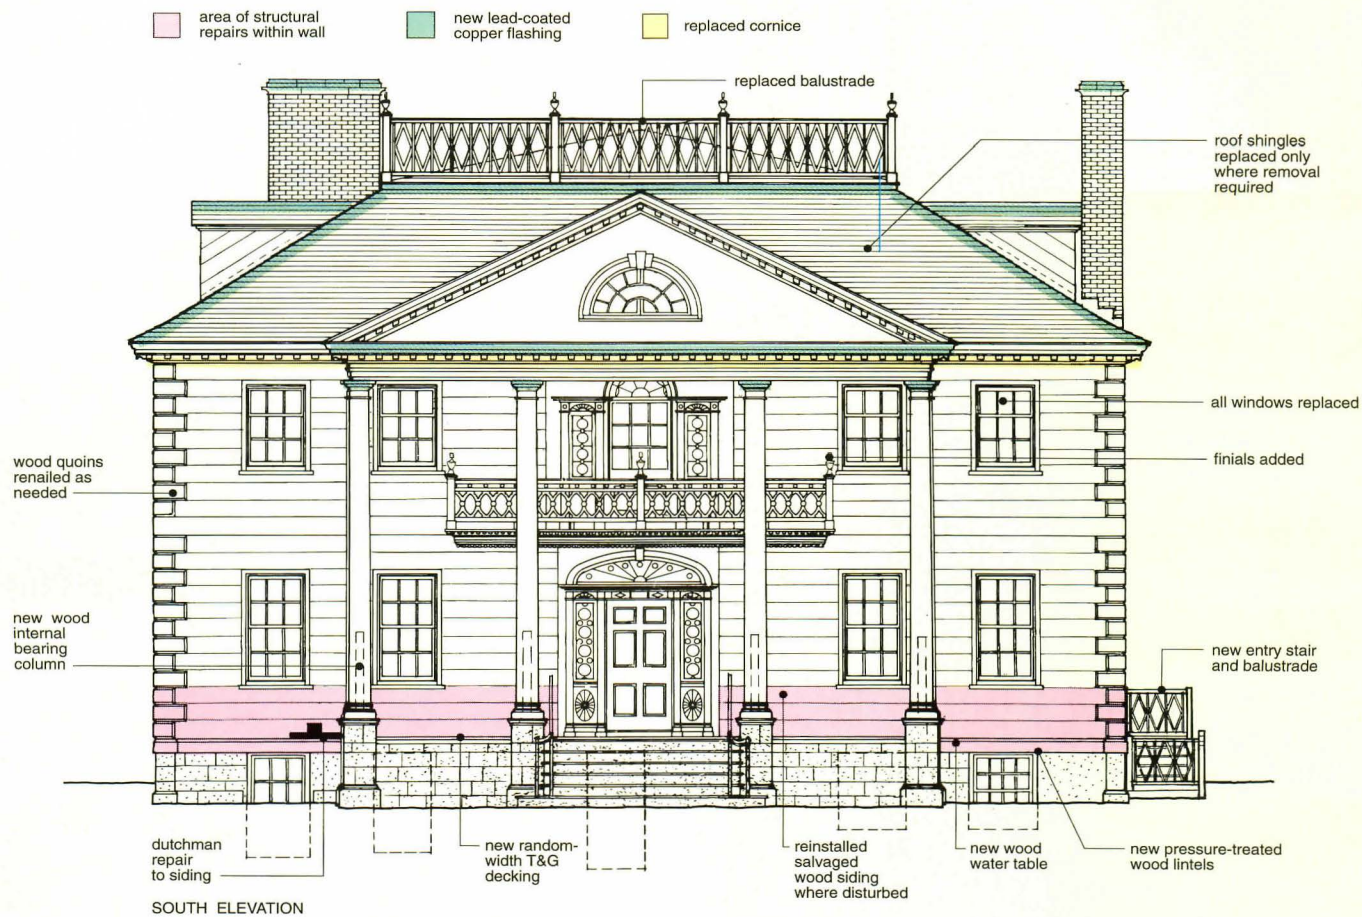 area of structural
repairs within wall
new lead-coated
copper flashing
replaced cornice
replaced balustrade
roof shingles
replaced only
where removal
required
all windows replaced
finials added
wood quoins
renailed as
needed
new wood
internal
bearing
column
new entry stair
and balustrade
dutchman
repair
to siding
new random-
width T&G
decking
reinstalled
salvaged
wood siding
where disturbed
new wood
water table
new pressure-treated
wood lintels
SOUTH ELEVATION